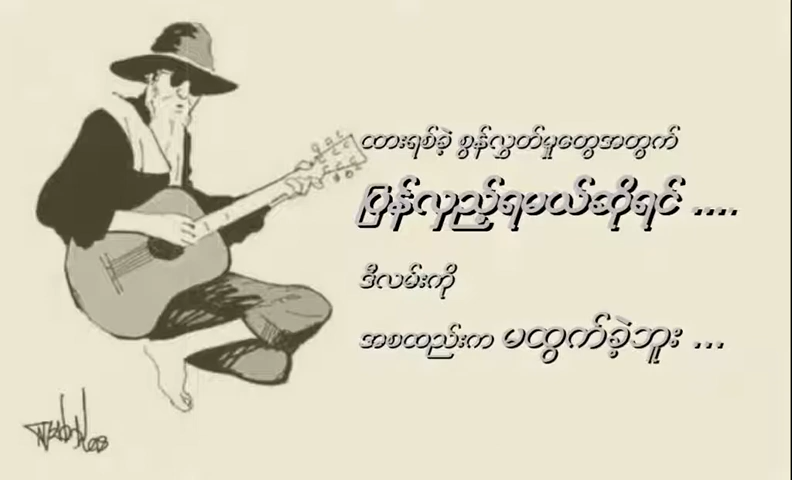 ထားရစ်ခဲ့ စွန့်လွှတ်မှုတွေအတွက်
ပြန်လှည့်ရမယ်ဆိုရင် ....
ဒီလမ်းကို
အစထည်းက မထွက်ခဲ့ဘူး ...